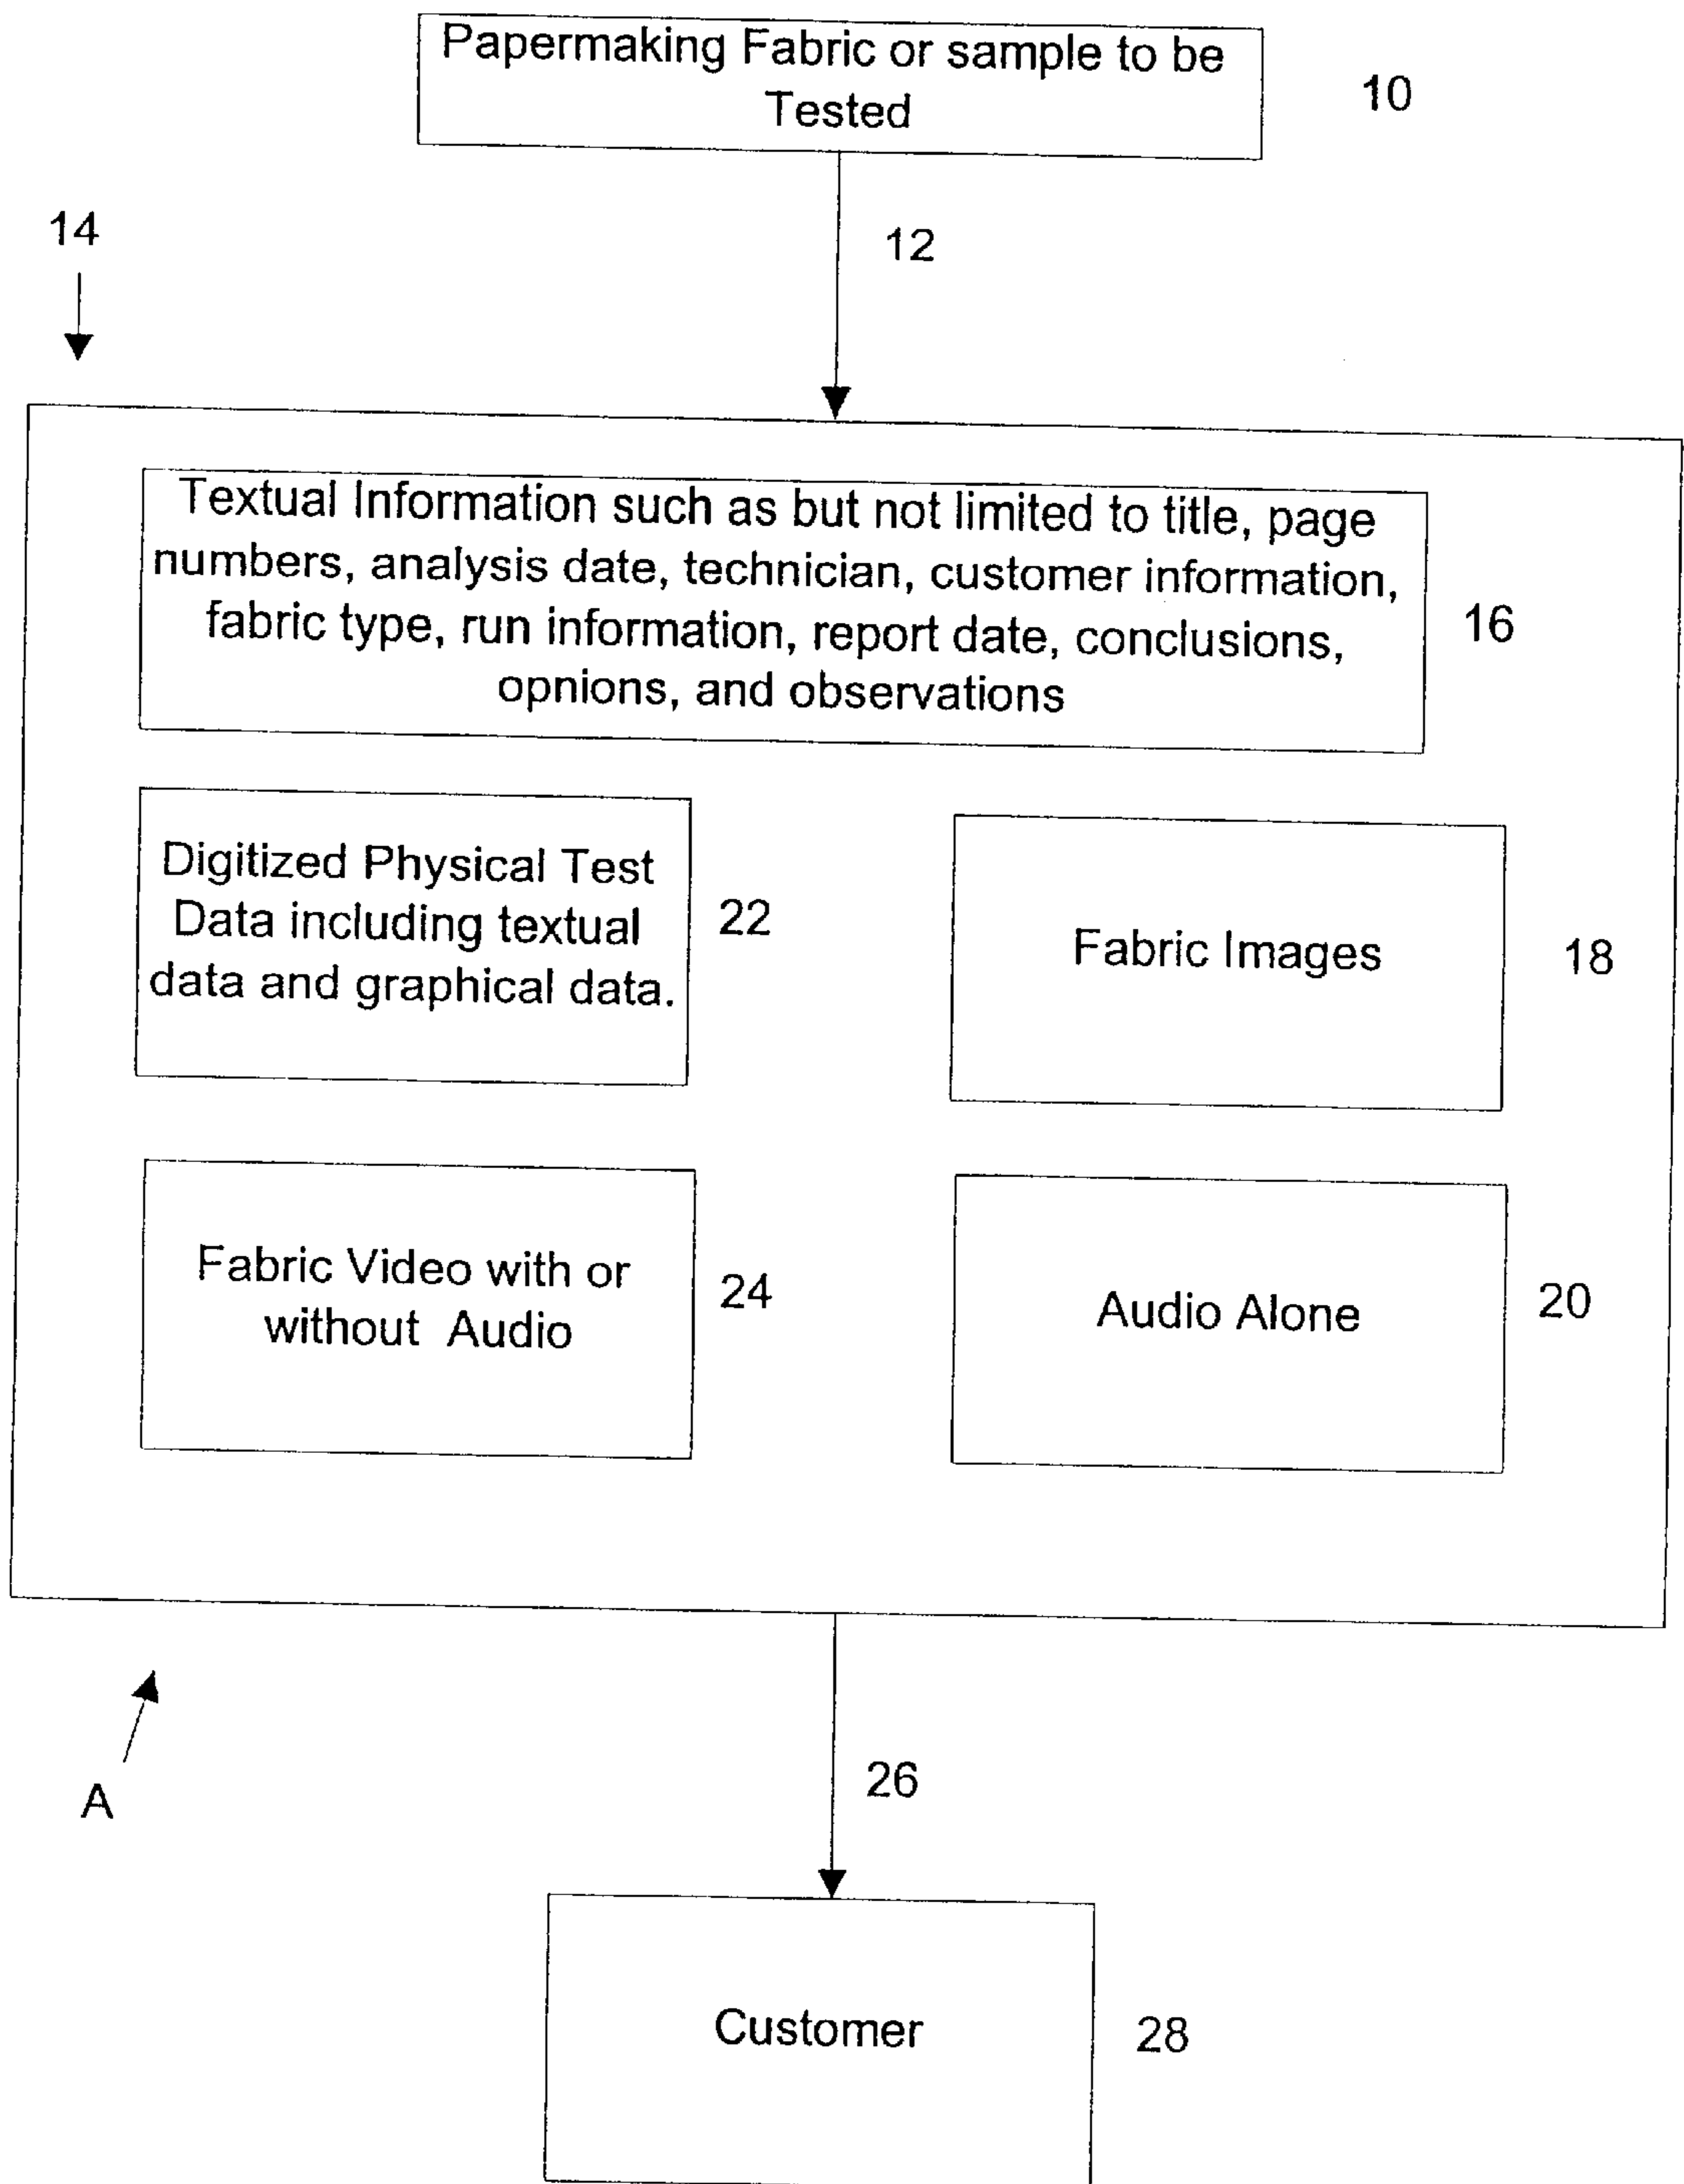 Papermaking Fabric or sample to be
Tested
10
14
12
Textual Information such as but not limited to title, page
numbers, analysis date, technician, customer information,
fabric type, run information, report date, conclusions,
opnions, and observations
16
Digitized Physical Test
Data including textual
data and graphical data.
22
Fabric Images
18
Fabric Video with or
without Audio
24
Audio Alone
20
A
26
Customer
28